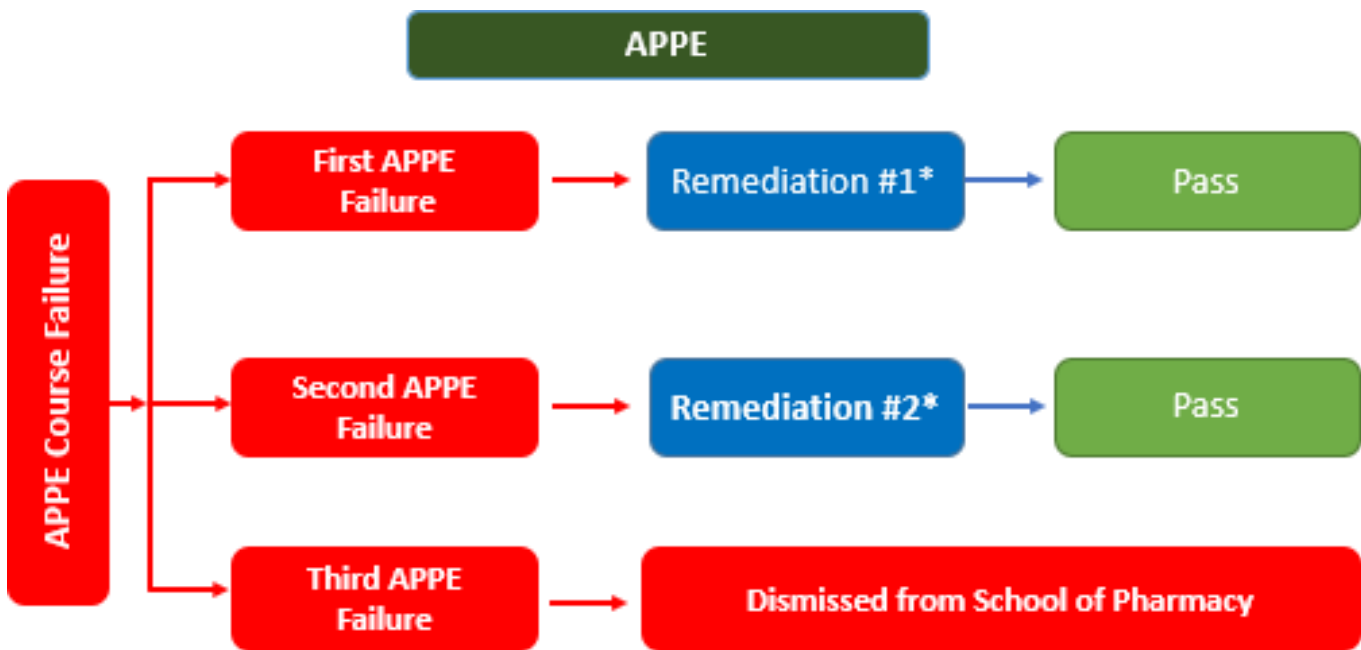 APPE
APPE Course Failure
First APPE
Failure
Remediation #1*
Pass
Second APPE
Failure
Remediation #2*
Pass
Third APPE
Failure
Dismissed from School of Pharmacy